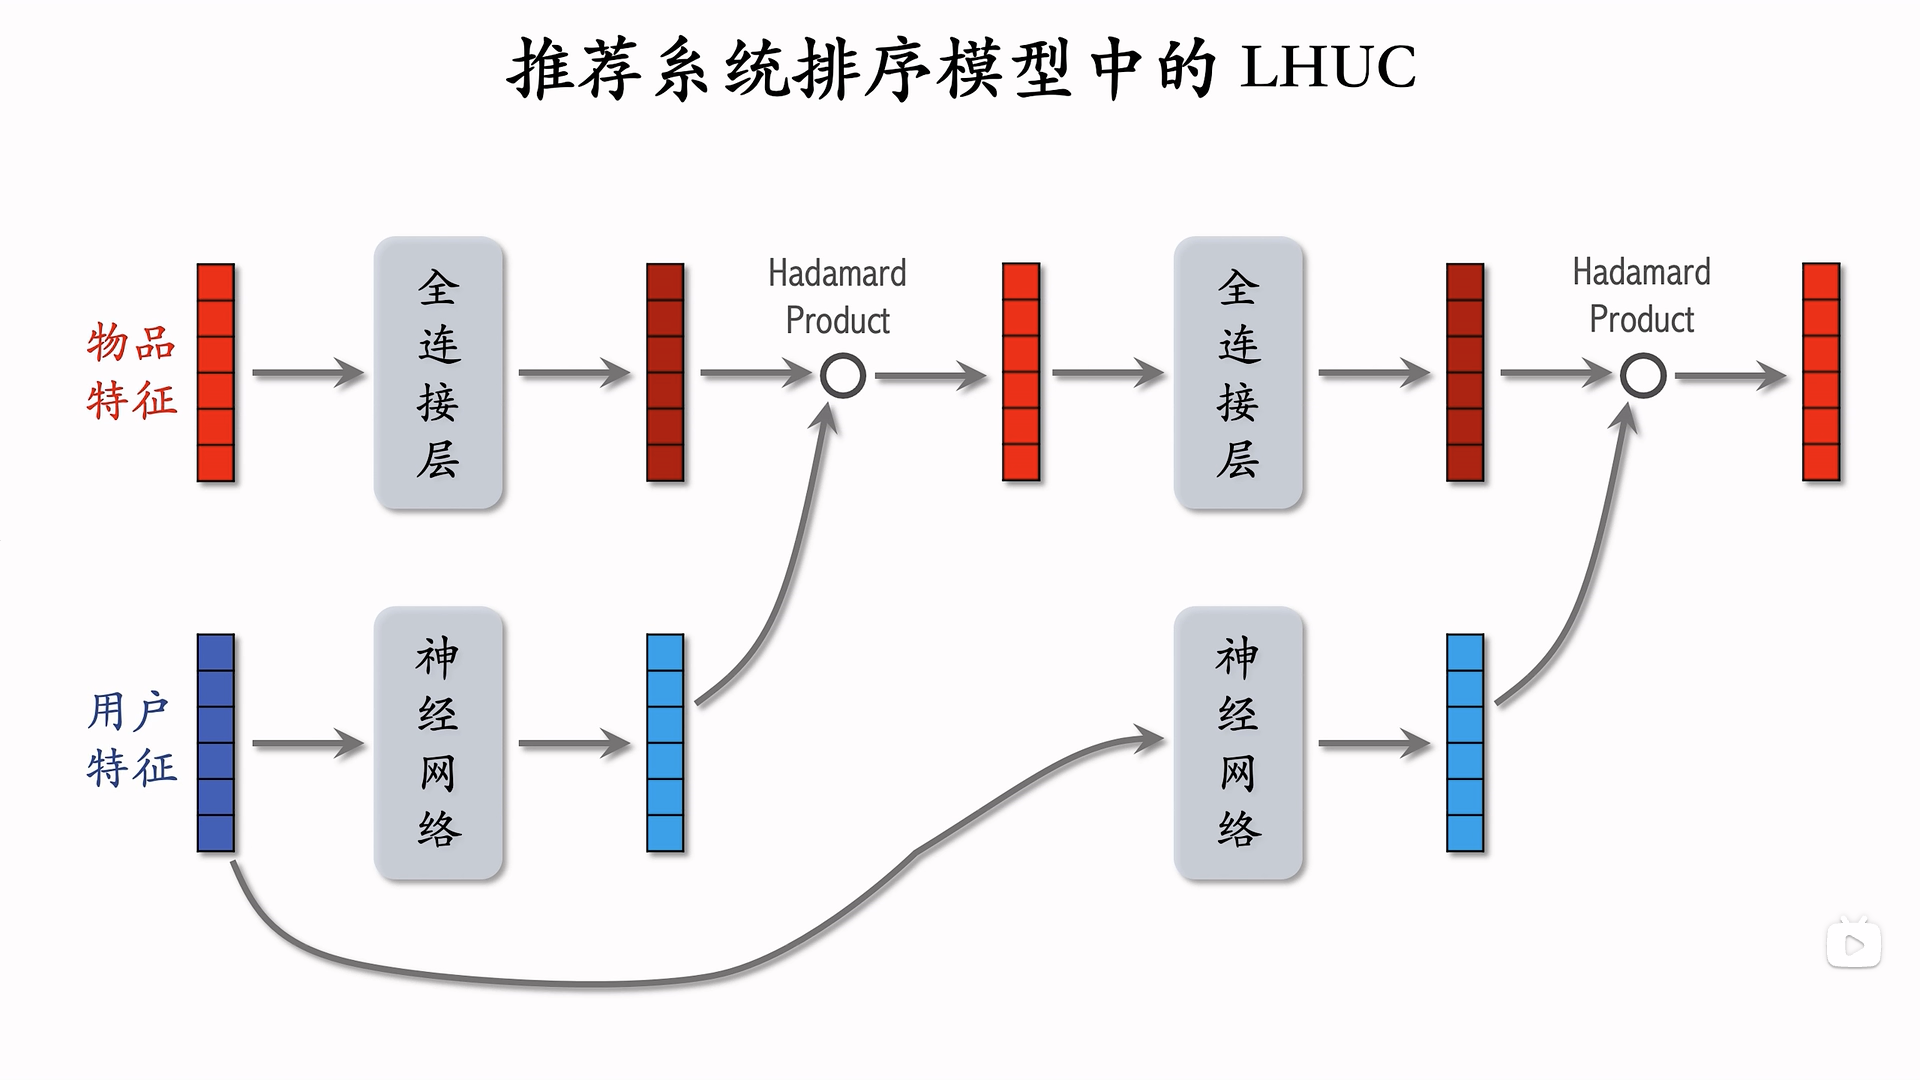 推荐系统排序模型中的 LHUC
物品
特征
全
连
接
层
Hadamard
Product
全
连
接
层
Hadamard
Product
用户
特征
神
经
网
络
神
经
网
络